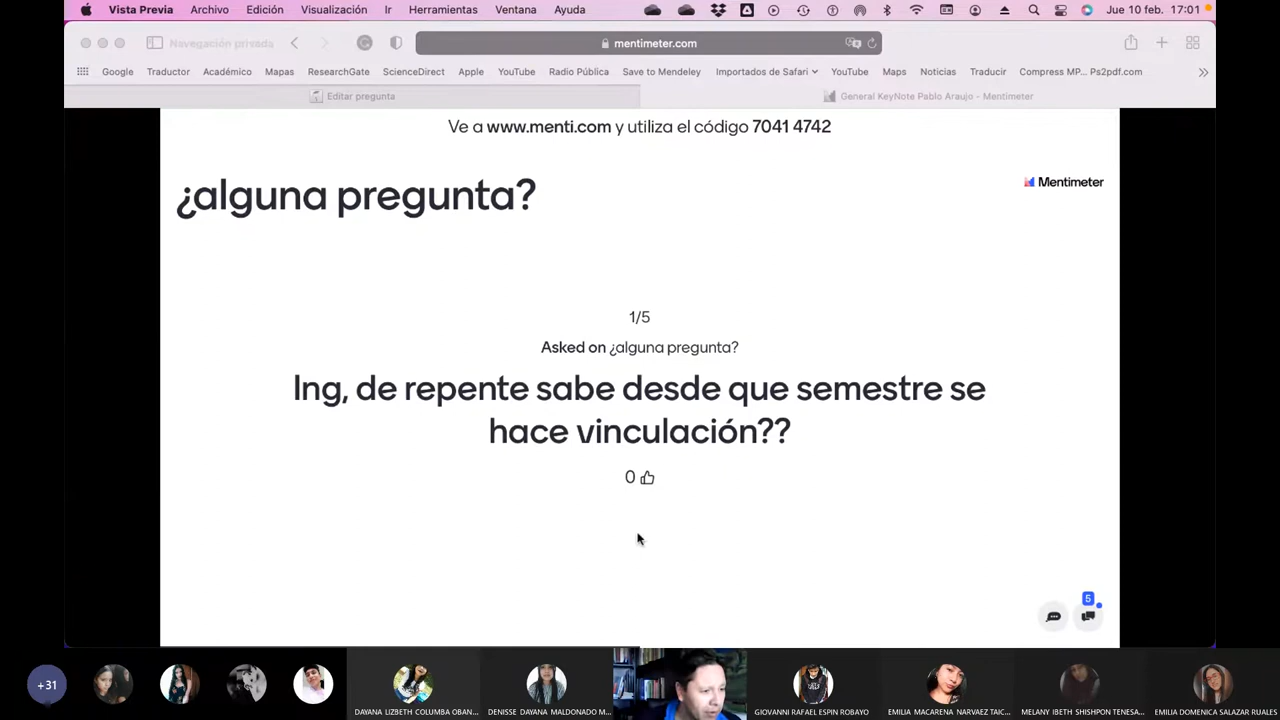 Vista Previa Archivo Edición Visualización Ir Herramientas Ventana Ayuda Jue 10 feb. 17:01
Navegación privada mentimeter.com
Google Traductor Académico Mapas ResearchGate ScienceDirect Apple YouTube Radio Pública Save to Mendeley Importados de Safari YouTube Maps Noticias Traducir Compress MP... Ps2pdf.com
Editar pregunta General KeyNote Pablo Araujo - Mentimeter
Ve a www.menti.com y utiliza el código 7041 4742
¿alguna pregunta?
Mentimeter
1/5
Asked on ¿alguna pregunta?
Ing, de repente sabe desde que semestre se
hace vinculación??
0
5
+31
DAYANA LIZBETH COLUMBA OBAN... DENISSE DAYANA MALDONADO M... GIOVANNI RAFAEL ESPIN ROBAYO EMILIA MACARENA NARVAEZ TAIC... MELANY IBETH SHISHPON TENESA... EMILIA DOMENICA SALAZAR RUALES